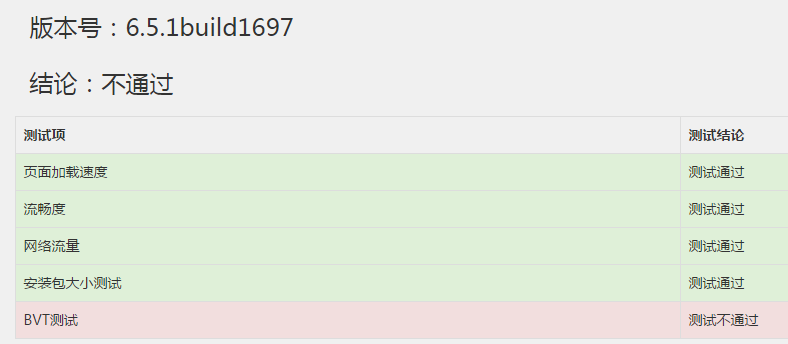 版本号：6.5.1build1697
结论：不通过
测试项 测试结论
页面加载速度 测试通过
流畅度 测试通过
网络流量 测试通过
安装包大小测试 测试通过
BVT测试 测试不通过